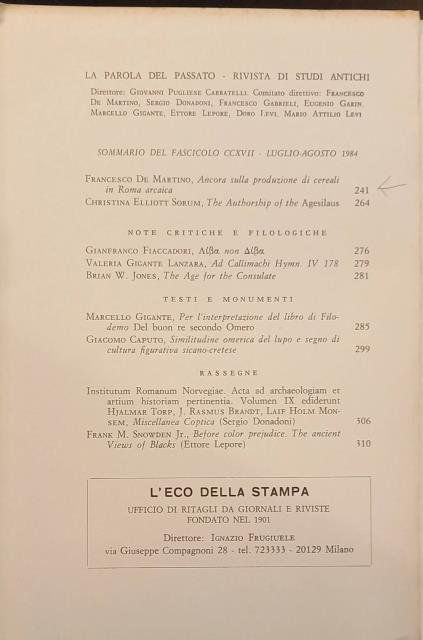 LA PAROLA DEL PASSATO - RIVISTA DI STUDI ANTICHI
Direttore: GIOVANNI PUGLIESE CARRATELLI. Comitato direttivo: FRANCESCO
DE MARTINO, SERGIO DONADONI, FRANCESCO GABRIELI, EUGENIO GARIN,
MARCELLO GIGANTE, ETTORE LEPORE, DORO LEVI, MARIO ATTILIO LEVI
SOMMARIO DEL FASCICOLO CCXVII - LUGLIO-AGOSTO 1984
FRANCESCO DE MARTINO, Ancora sulla produzione di cereali
in Roma arcaica 241
CHRISTINA ELLIOTT SORUM, The Authorship of the Agesilaus 264
NOTE CRITICHE E FILOLOGICHE
GIANFRANCO FIACCADORI, Λίβα non Δίβα 276
VALERIA GIGANTE LANZARA, Ad Callimachi Hymn. IV 178 279
BRIAN W. JONES, The Age for the Consulate 281
TESTI E MONUMENTI
MARCELLO GIGANTE, Per l'interpretazione del libro di Filo-
demo Del buon re secondo Omero 285
GIACOMO CAPUTO, Similitudine omerica del lupo e segno di
cultura figurativa sicano-cretese 299
RASSEGNE
Institutum Romanum Norvegiae. Acta ad archaeologiam et
artium historiam pertinentia. Volumen IX ediderunt
HJALMAR TORP, J. RASMUS BRANDT, LAIF HOLM MON-
SEM, Miscellanea Coptica (Sergio Donadoni) 306
FRANK M. SNOWDEN JR., Before color prejudice. The ancient
Views of Blacks (Ettore Lepore) 310
L'ECO DELLA STAMPA
UFFICIO DI RITAGLI DA GIORNALI E RIVISTE
FONDATO NEL 1901
Direttore: IGNAZIO FRUGIUELE
via Giuseppe Compagnoni 28 - tel. 723333 - 20129 Milano